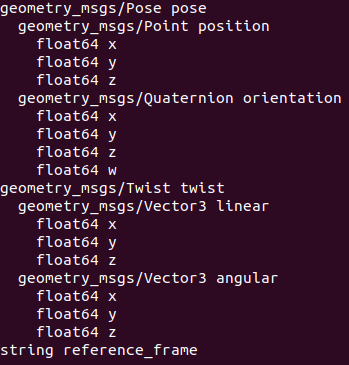 geometry_msgs/Pose pose
  geometry_msgs/Point position
    float64 x
    float64 y
    float64 z
  geometry_msgs/Quaternion orientation
    float64 x
    float64 y
    float64 z
    float64 w
geometry_msgs/Twist twist
  geometry_msgs/Vector3 linear
    float64 x
    float64 y
    float64 z
  geometry_msgs/Vector3 angular
    float64 x
    float64 y
    float64 z
string reference_frame